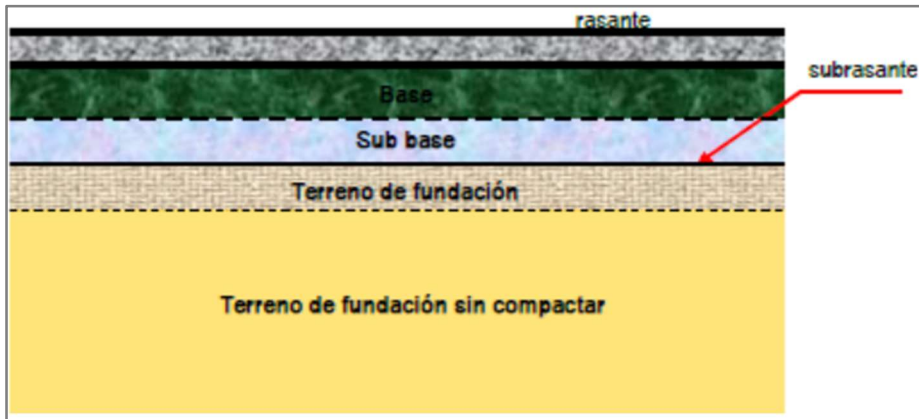 rasante
subrasante
Base
Sub base
Terreno de fundación
Terreno de fundación sin compactar